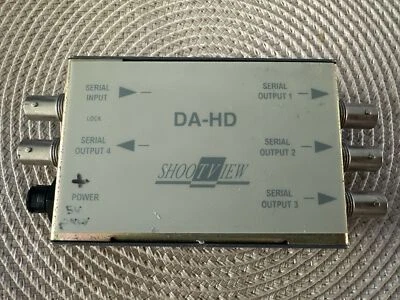 SERIAL
INPUT
LOCK
SERIAL
OUTPUT 4
+
POWER
5V
DA-HD
SHOOTVIEW
SERIAL
OUTPUT 1
SERIAL
OUTPUT 2
SERIAL
OUTPUT 3